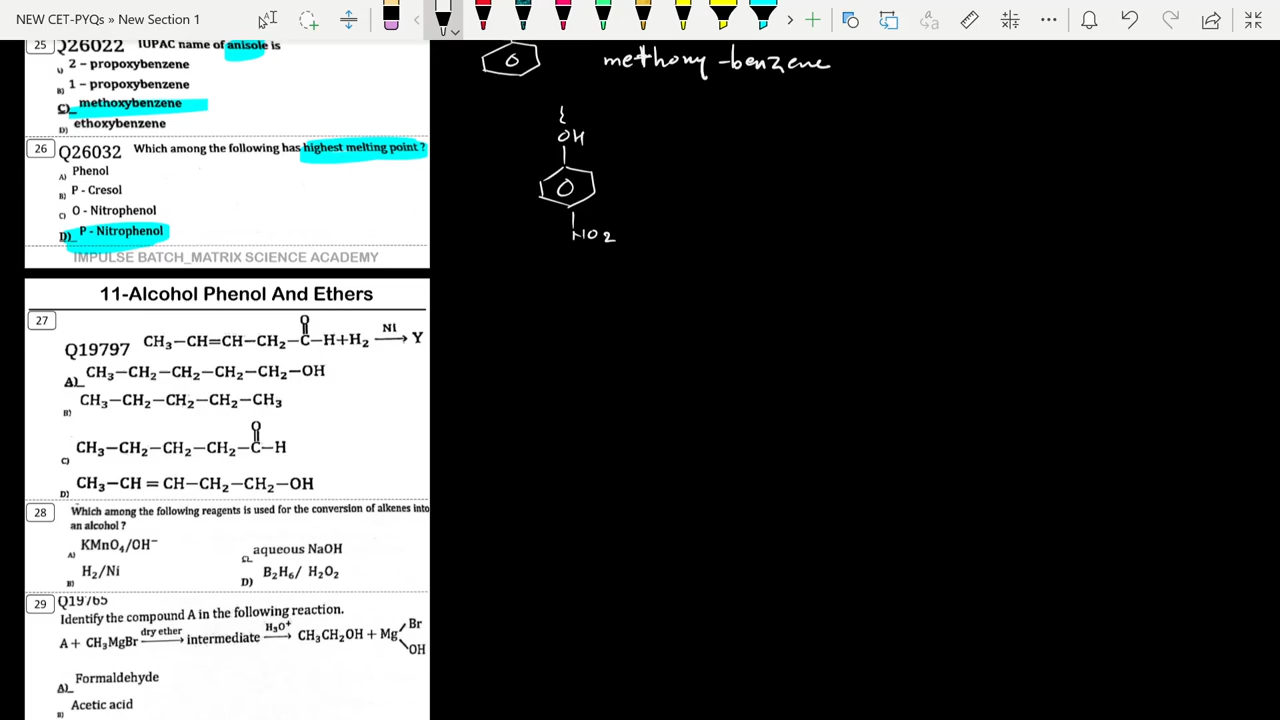 NEW CET-PYQs » New Section 1
25 Q26022 IUPAC name of anisole is
A) 2 – propoxybenzene
B) 1 – propoxybenzene
C) methoxybenzene
D) ethoxybenzene
26 Q26032 Which among the following has highest melting point ?
A) Phenol
B) P - Cresol
C) O - Nitrophenol
D) P - Nitrophenol
IMPULSE BATCH_MATRIX SCIENCE ACADEMY
11-Alcohol Phenol And Ethers
27
Q19797 CH₃–CH=CH–CH₂–C(=O)–H+H₂ —Ni→ Y
A) CH₃–CH₂–CH₂–CH₂–CH₂–OH
B) CH₃–CH₂–CH₂–CH₂–CH₃
C) CH₃–CH₂–CH₂–CH₂–C(=O)–H
D) CH₃–CH = CH–CH₂–CH₂–OH
28 Which among the following reagents is used for the conversion of alkenes into
an alcohol ?
A) KMnO₄/OH⁻
C) aqueous NaOH
B) H₂/Ni
D) B₂H₆/ H₂O₂
29 Q19765
Identify the compound A in the following reaction.
A + CH₃MgBr —dry ether→ intermediate —H₃O⁺→ CH₃CH₂OH + Mg Br OH
A) Formaldehyde
B) Acetic acid
methony -benzene
OH
NO2